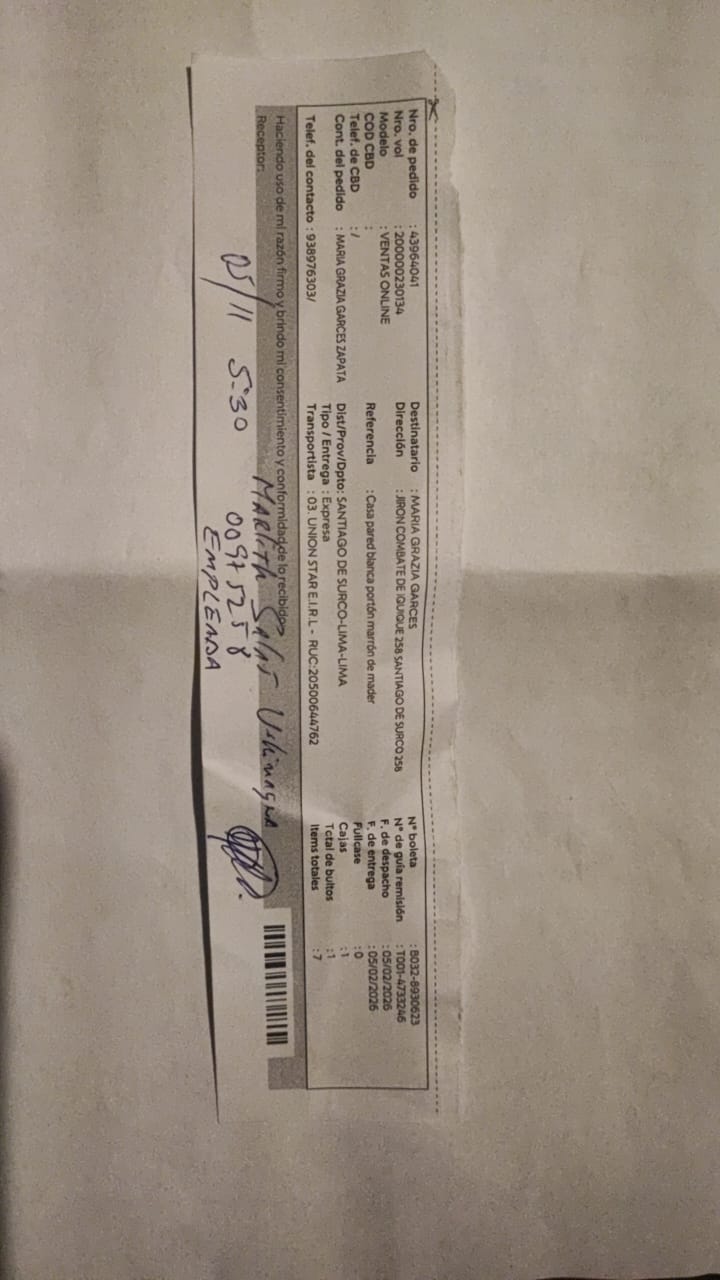 Nro. de pedido : 43964041
Nro. vol : 200000230134
Modelo : VENTAS ONLINE
COD CBD :
Telef. de CBD : /
Cont. del pedido : MARIA GRAZIA GARCES ZAPATA
Telef. del contacto : 938976303/
Destinatario : MARIA GRAZIA GARCES
Dirección : JIRON COMBATE DE IQUIQUE 258 SANTIAGO DE SURCO 258
Referencia : Casa pared blanca portón marrón de mader
Dist/Prov/Dpto: SANTIAGO DE SURCO-LIMA-LIMA
Tipo / Entrega : Expresa
Transportista : 03. UNION STAR E.I.R.L - RUC:20500644762
N° boleta : B032-8930623
N° de guía remisión : T001-4733246
F. de despacho : 05/02/2026
F. de entrega : 05/02/2026
Fullcase : 0
Cajas : 1
Total de bultos : 1
Items totales : 7
Haciendo uso de mi razón firmo y brindo mi consentimiento y conformidad de lo recibido
Receptor:
MARLITH Salas
05/11 5:30
00975258
EMPLEADA